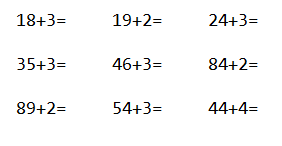 18+3= 19+2= 24+3=
35+3= 46+3= 84+2=
89+2= 54+3= 44+4=